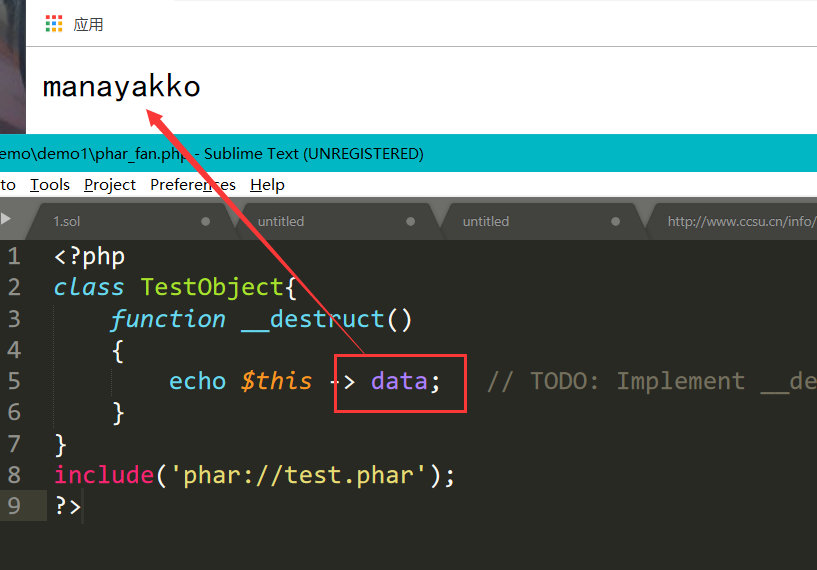 应用
manayakko
emo\demo1\phar_fan.php - Sublime Text (UNREGISTERED)
to Tools Project Preferences Help
1.sol untitled untitled http://www.ccsu.cn/info/
1 <?php
2 class TestObject{
3 function __destruct()
4 {
5 echo $this -> data; // TODO: Implement __de
6 }
7 }
8 include('phar://test.phar');
9 ?>